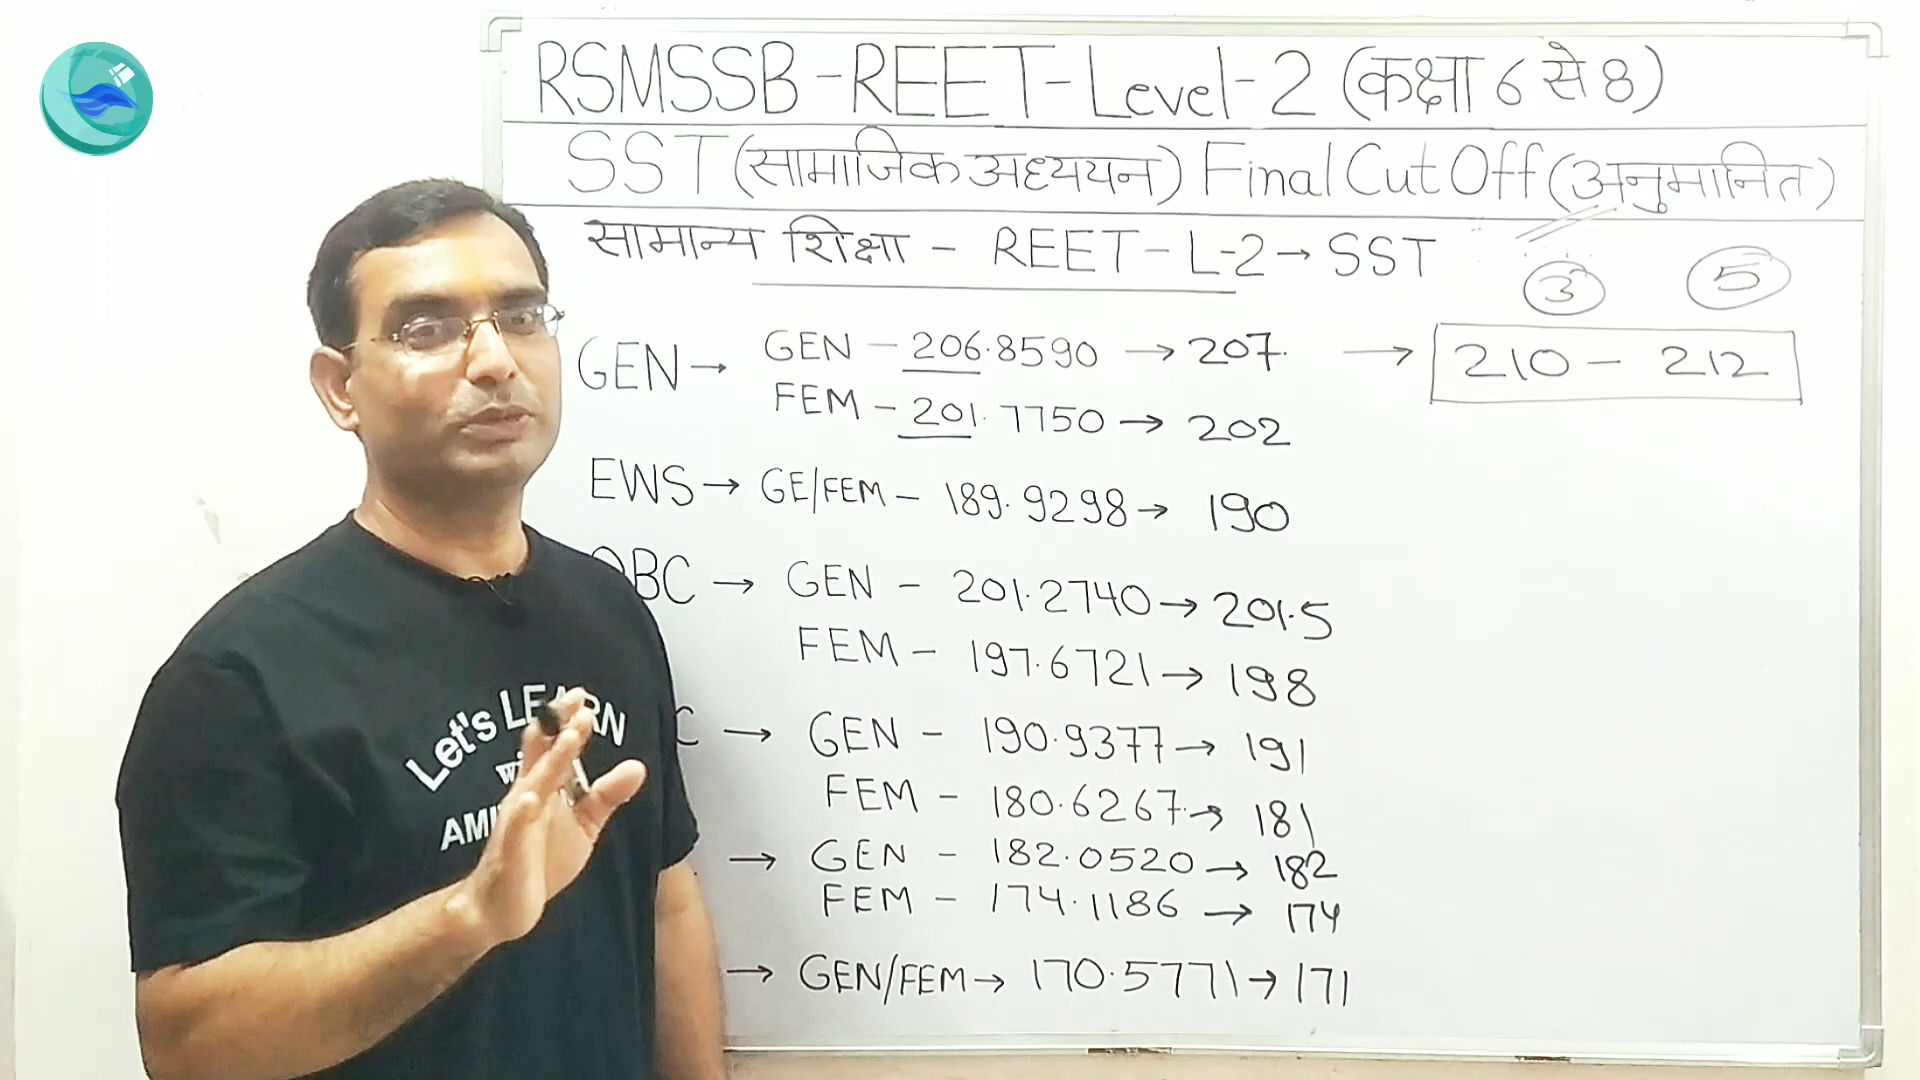 RSMSSB-REET-Level-2 (कक्षा 6 से 8)
SST (सामाजिक अध्ययन) Final Cut Off (अनुमानित)
सामान्य शिक्षा - REET-L-2→SST
3 5
GEN→ GEN - 206.8590 → 207. → 210 - 212
FEM - 201.7750 → 202
EWS→ GE/FEM - 189.9298→ 190
OBC → GEN - 201.2740→ 201.5
FEM - 197.6721→ 198
C → GEN - 190.9377→ 191
FEM - 180.6267→ 181
→ GEN - 182.0520→ 182
FEM - 174.1186 → 174
→ GEN/FEM→ 170.5771→171
Let's LEARN